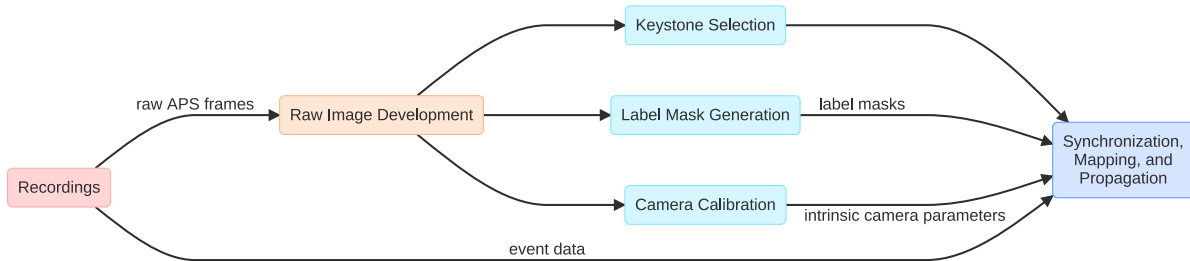 Keystone Selection
raw APS frames
Raw Image Development
Label Mask Generation
label masks
Synchronization,
Mapping, and
Propagation
Recordings
Camera Calibration
intrinsic camera parameters
event data